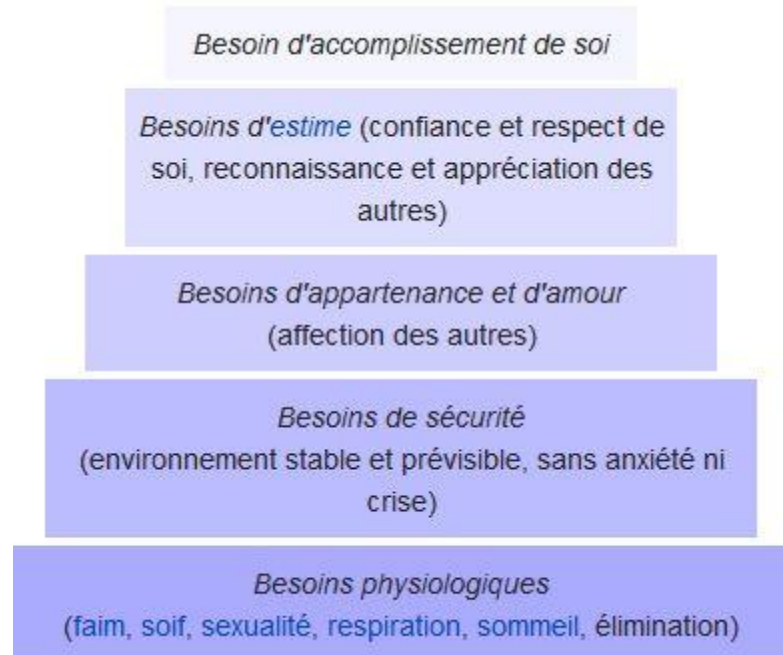 Besoin d'accomplissement de soi
Besoins d'estime (confiance et respect de
soi, reconnaissance et appréciation des
autres)
Besoins d'appartenance et d'amour
(affection des autres)
Besoins de sécurité
(environnement stable et prévisible, sans anxiété ni
crise)
Besoins physiologiques
(faim, soif, sexualité, respiration, sommeil, élimination)